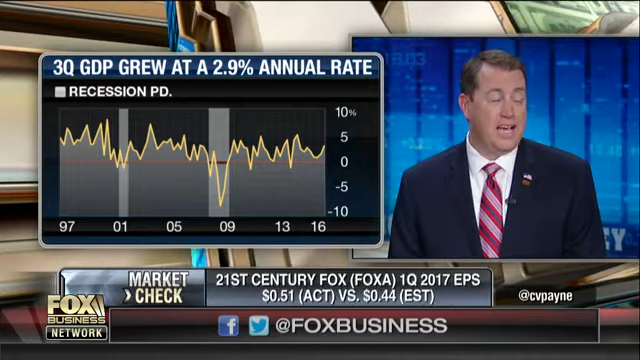 3Q GDP GREW AT A 2.9% ANNUAL RATE
RECESSION PD.
10%
5
0
-5
-10
97 01 05 09 13 16
MARKET
CHECK
21ST CENTURY FOX (FOXA) 1Q 2017 EPS
$0.51 (ACT) VS. $0.44 (EST)
@cvpayne
FOX
BUSINESS
NETWORK
@FOXBUSINESS